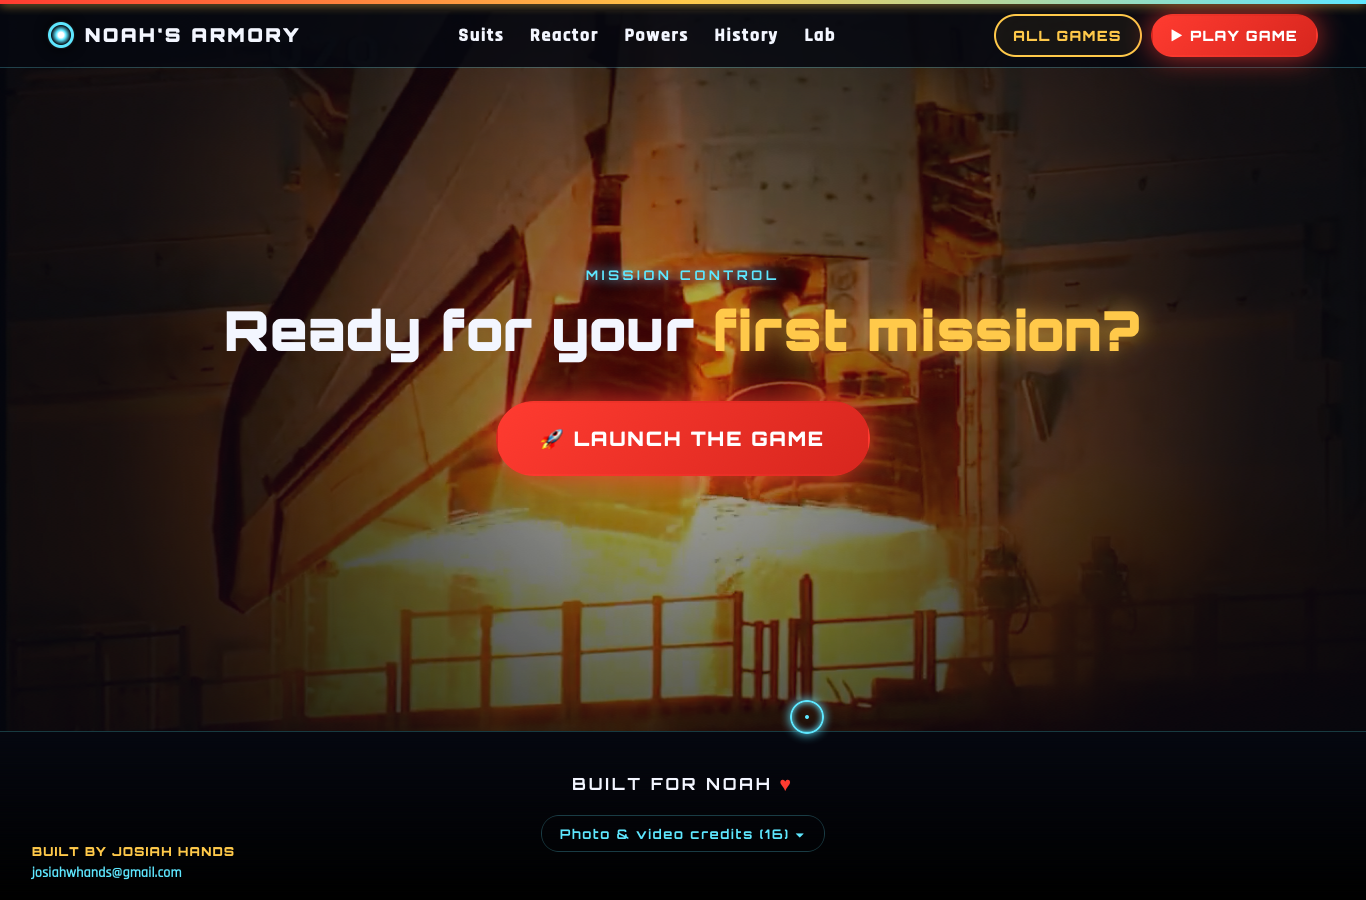 NOAH'S ARMORY
Suits Reactor Powers History Lab
ALL GAMES
▶ PLAY GAME
MISSION CONTROL
Ready for your first mission?
🚀 LAUNCH THE GAME
BUILT FOR NOAH ♥
Photo & video credits (16)
BUILT BY JOSIAH HANDS
josiahwhands@gmail.com